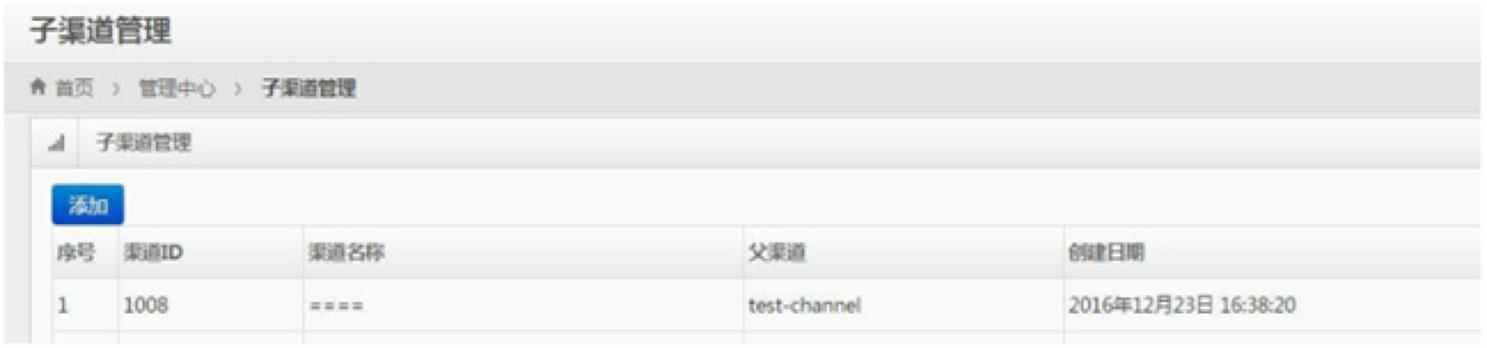 子渠道管理
首页 > 管理中心 > 子渠道管理
子渠道管理
添加
序号 渠道ID 渠道名称 父渠道 创建日期
1 1008 ==== test-channel 2016年12月23日 16:38:20